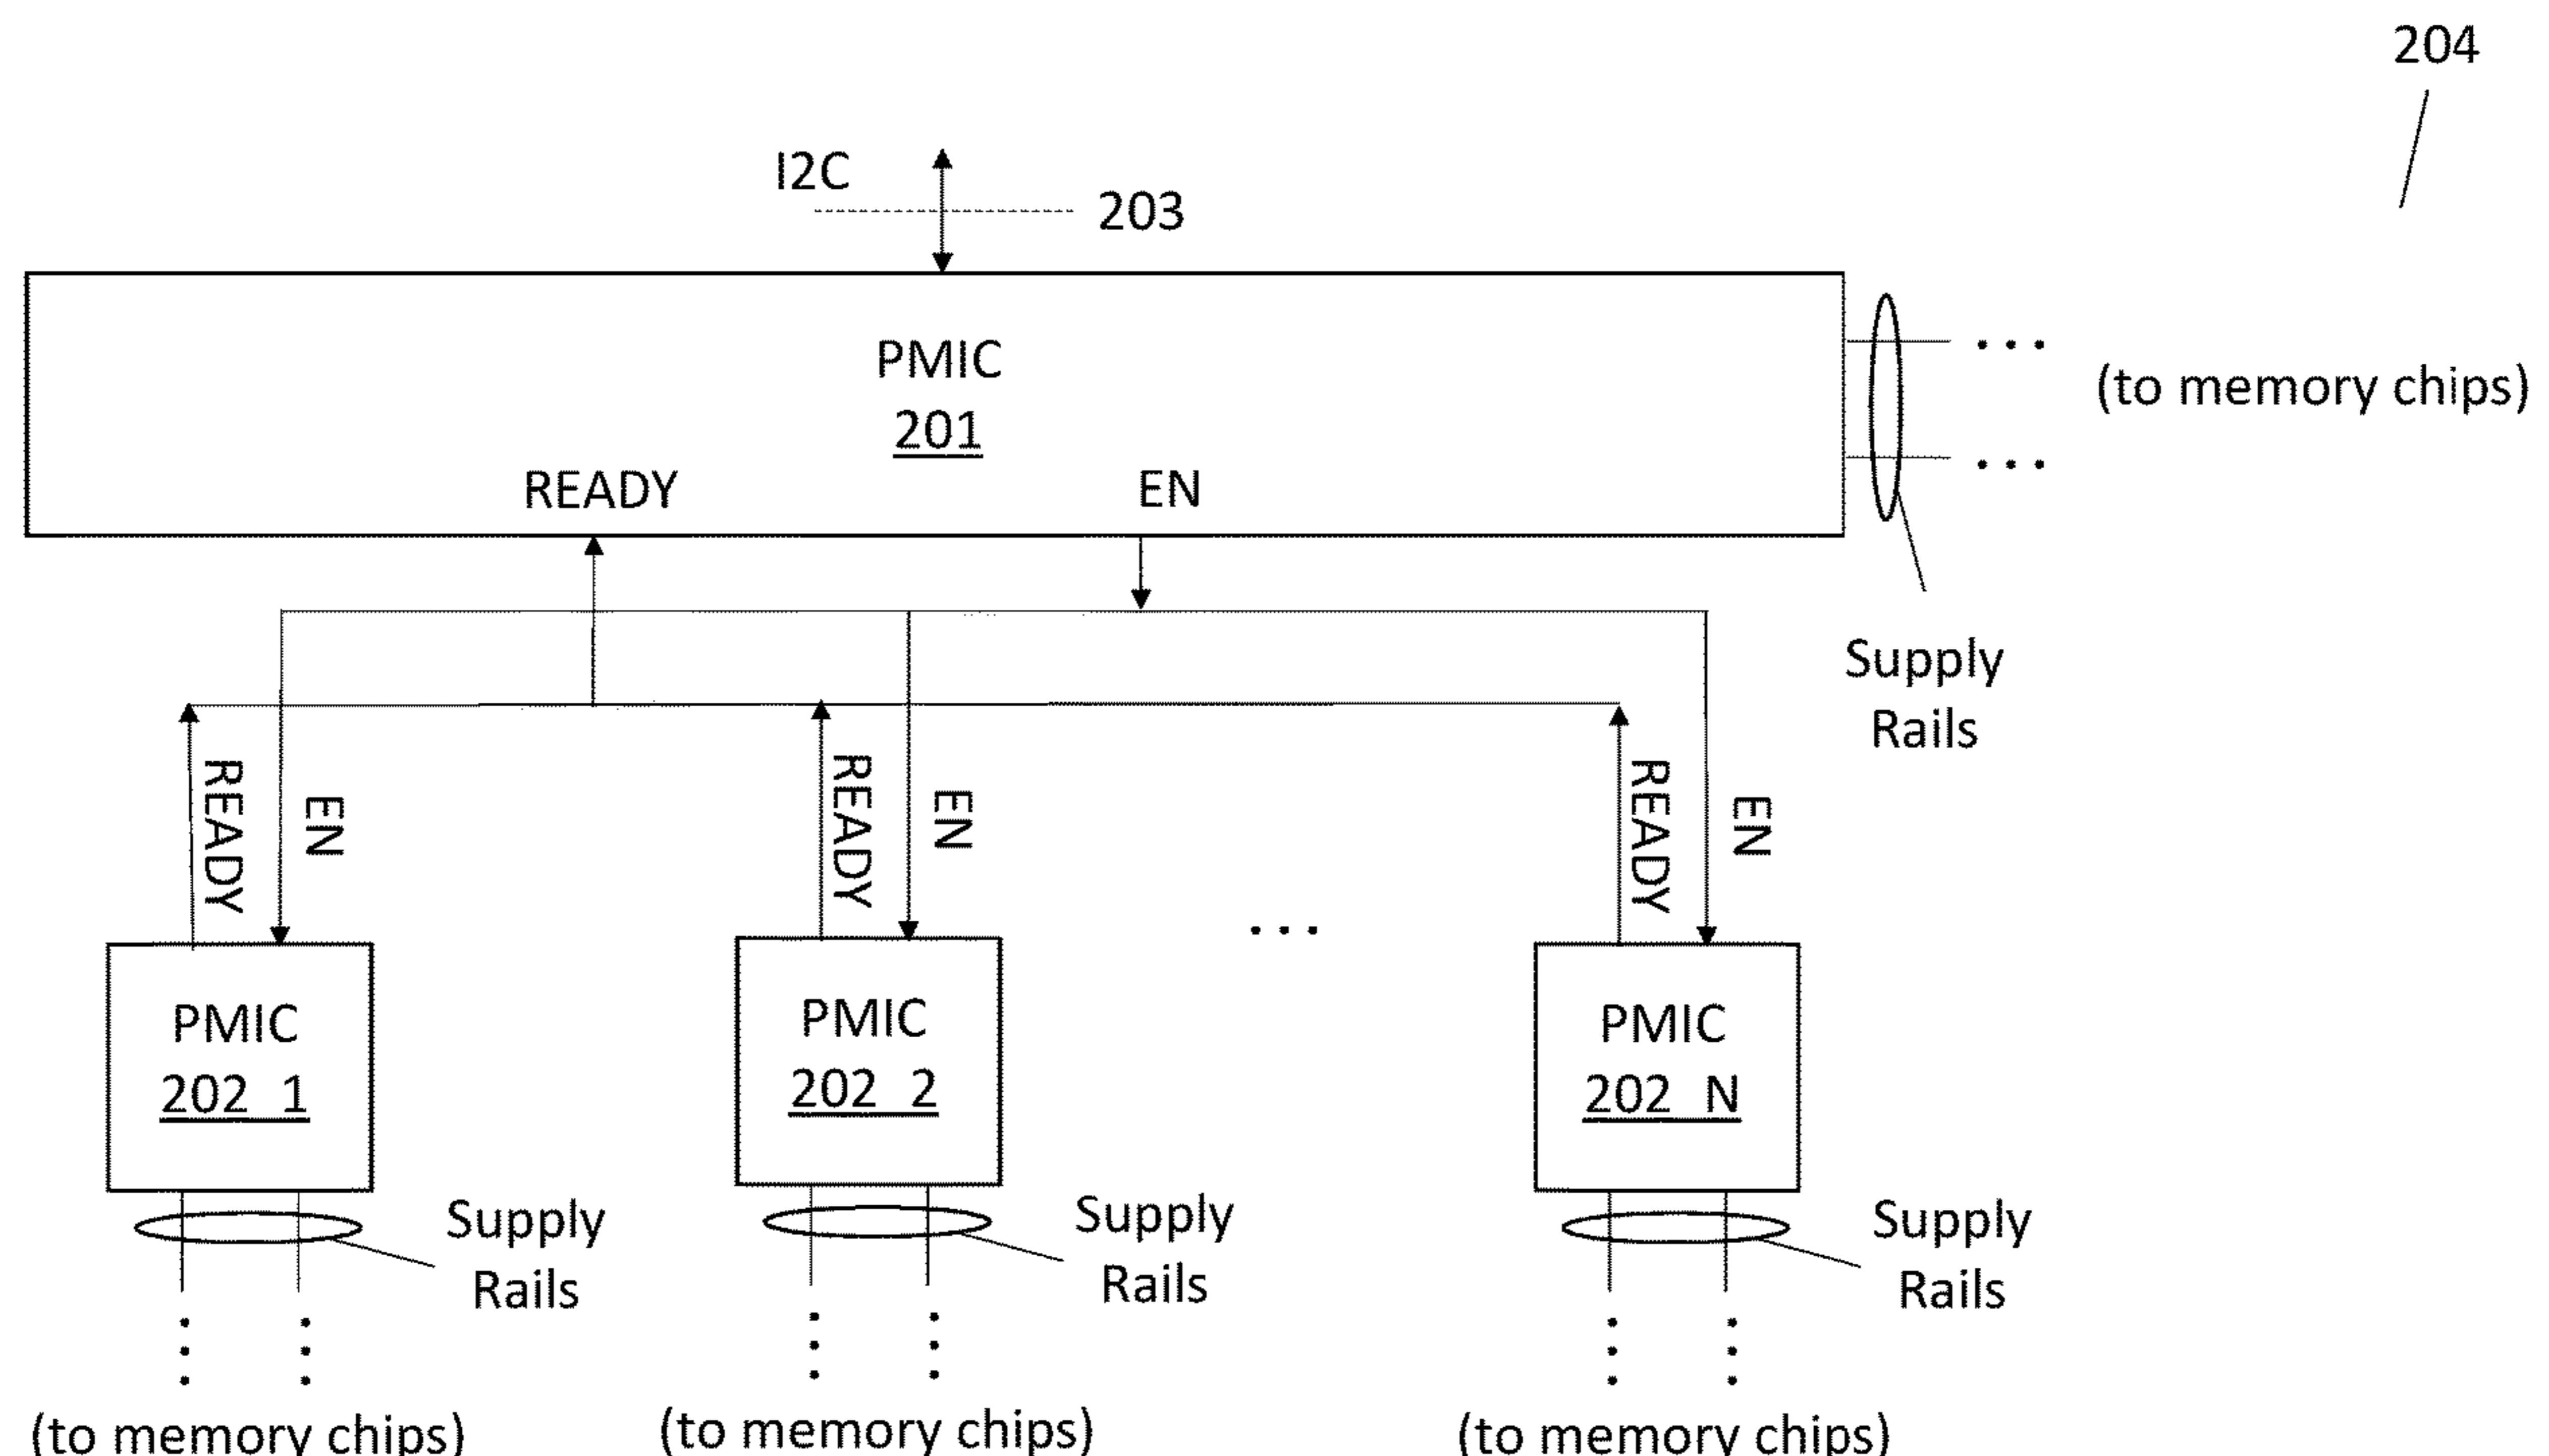 204
I2C
203
PMIC
201
READY
EN
(to memory chips)
Supply
Rails
READY
EN
READY
EN
READY
EN
...
PMIC
202_1
PMIC
202_2
PMIC
202_N
Supply
Rails
Supply
Rails
Supply
Rails
(to memory chips)
(to memory chips)
(to memory chips)